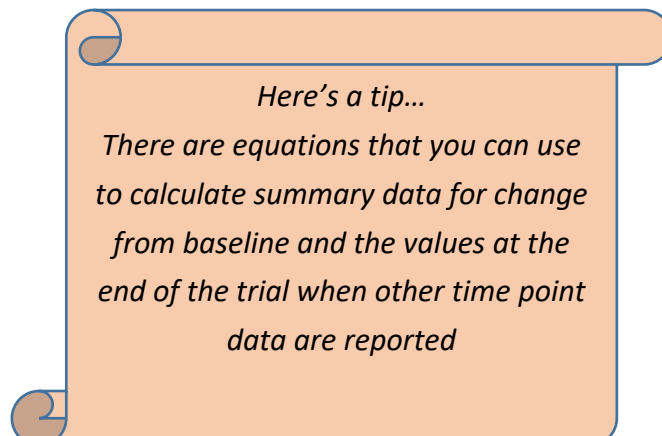 Here’s a tip…
There are equations that you can use
to calculate summary data for change
from baseline and the values at the
end of the trial when other time point
data are reported